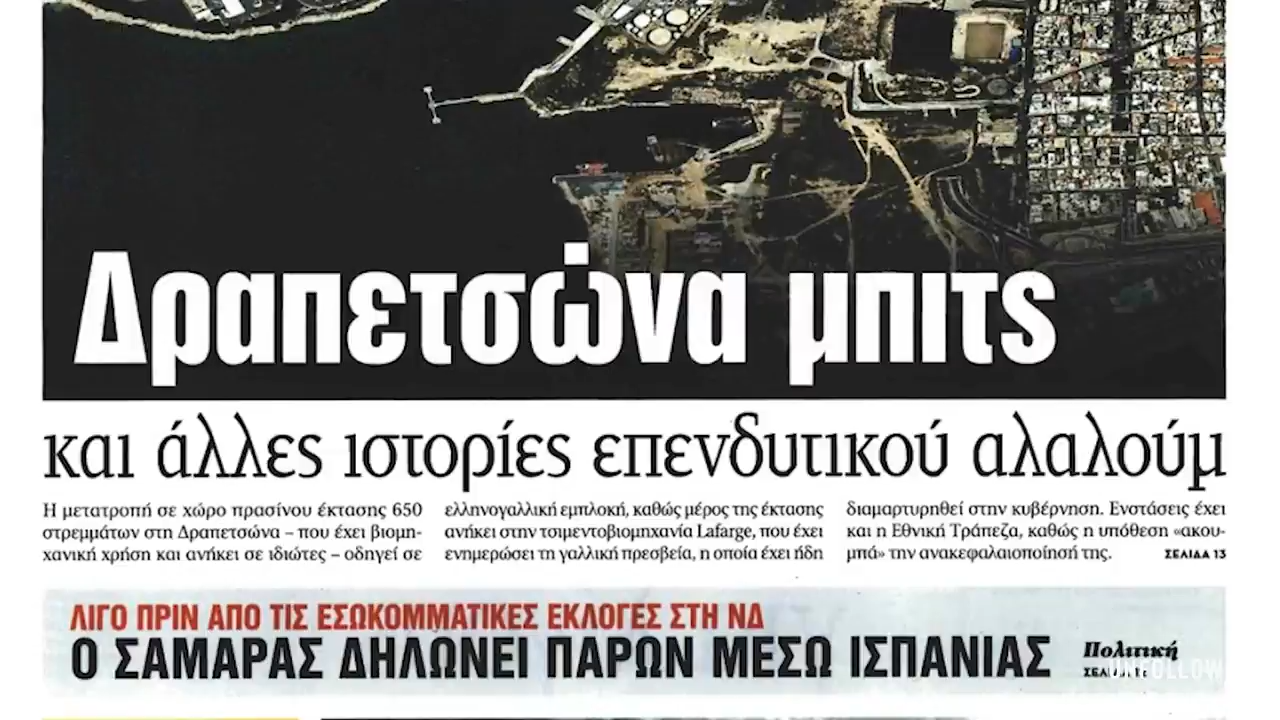 Δραπετσώνα μπιτς
και άλλες ιστορίες επενδυτικού αλαλούμ
Η μετατροπή σε χώρο πρασίνου έκτασης 650
στρεμμάτων στη Δραπετσώνα – που έχει βιομη-
χανική χρήση και ανήκει σε ιδιώτες – οδηγεί σε
ελληνογαλλική εμπλοκή, καθώς μέρος της έκτασης
ανήκει στην τσιμεντοβιομηχανία Lafarge, που έχει
ενημερώσει τη γαλλική πρεσβεία, η οποία έχει ήδη
διαμαρτυρηθεί στην κυβέρνηση. Ενστάσεις έχει
και η Εθνική Τράπεζα, καθώς η υπόθεση «ακου-
μπά» την ανακεφαλαιοποίησή της. ΣΕΛΙΔΑ 13
ΛΙΓΟ ΠΡΙΝ ΑΠΟ ΤΙΣ ΕΣΩΚΟΜΜΑΤΙΚΕΣ ΕΚΛΟΓΕΣ ΣΤΗ ΝΔ
Ο ΣΑΜΑΡΑΣ ΔΗΛΩΝΕΙ ΠΑΡΩΝ ΜΕΣΩ ΙΣΠΑΝΙΑΣ
Πολιτική
UNFOLLOW